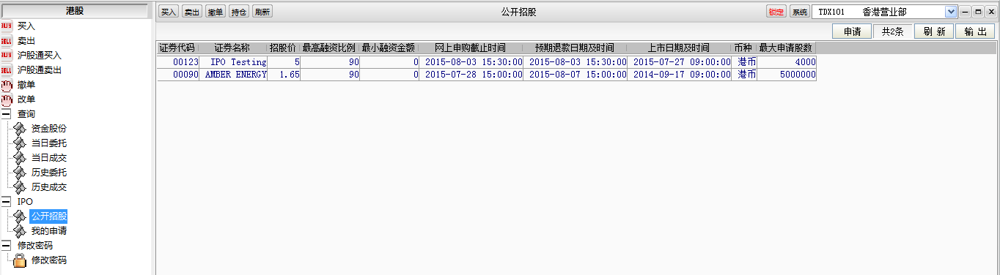 港股
买入 卖出 撤单 持仓 刷新 公开招股 锁定 系统 TDX101 香港营业部
BUY 买入
SELL 卖出
BUY 沪股通买入
SELL 沪股通卖出
撤单
改单
查询
资金股份
当日委托
当日成交
历史委托
历史成交
IPO
公开招股
我的申请
修改密码
修改密码
申请 共2条 刷 新 输 出
证券代码 证券名称 招股价 最高融资比例 最小融资金额 网上申购截止时间 预期退款日期及时间 上市日期及时间 币种 最大申请股数
00123 IPO Testing 5 90 0 2015-08-03 15:30:00 2015-08-03 15:30:00 2015-07-27 09:00:00 港币 4000
00090 AMBER ENERGY 1.65 90 0 2015-07-28 15:00:00 2015-08-07 15:00:00 2014-09-17 09:00:00 港币 5000000